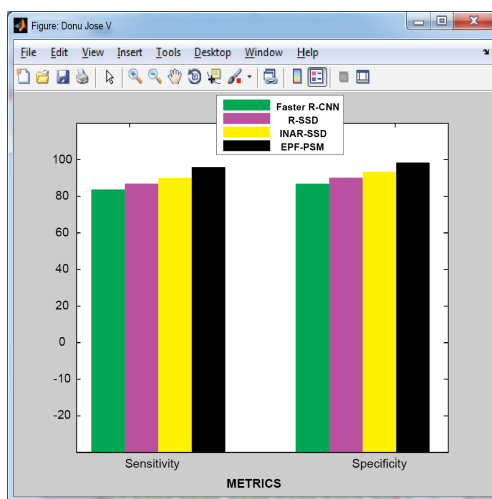 Figure: Donu Jose V
File Edit View Insert Tools Desktop Window Help
Faster R-CNN
R-SSD
INAR-SSD
EPF-PSM
100
80
60
40
20
0
-10
-20
Sensitivity Specificity
METRICS